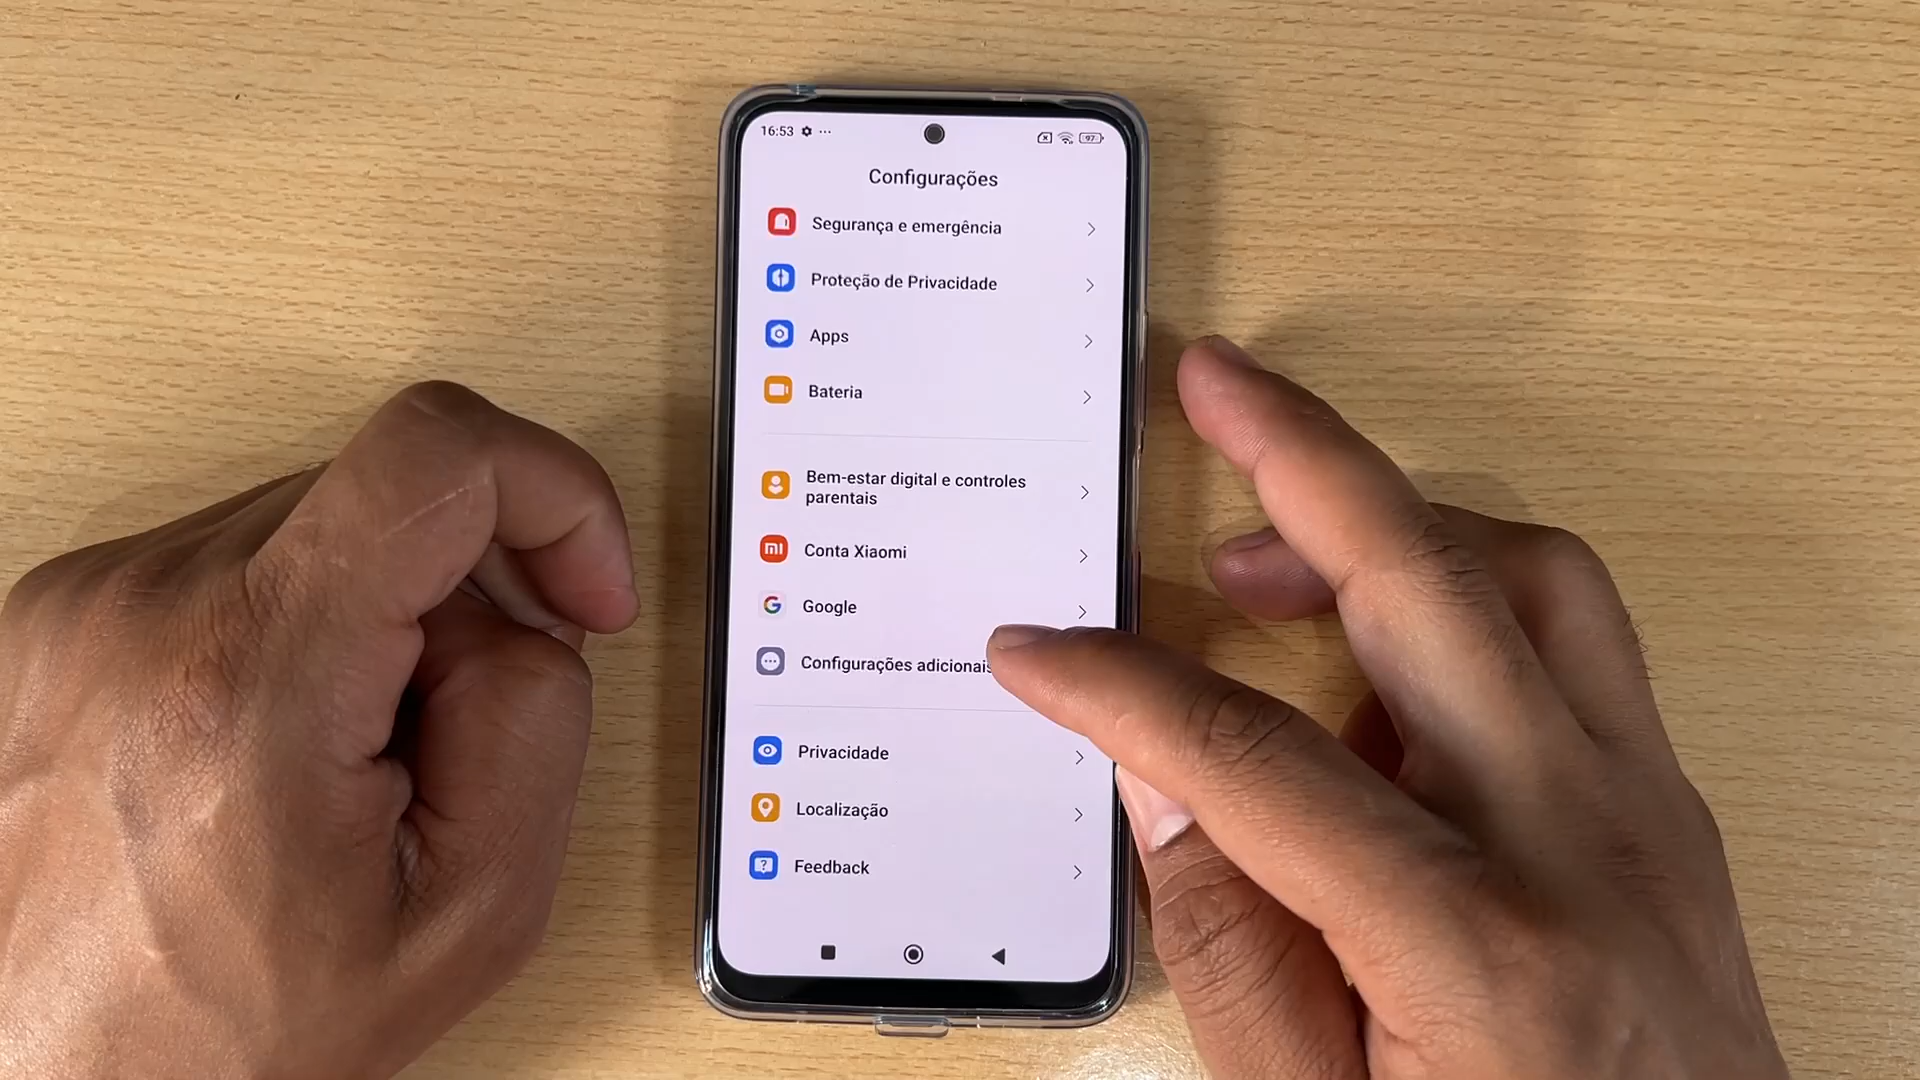 16:53
97
Configurações
Segurança e emergência
Proteção de Privacidade
Apps
Bateria
Bem-estar digital e controles
parentais
Conta Xiaomi
Google
Configurações adicionais
Privacidade
Localização
Feedback